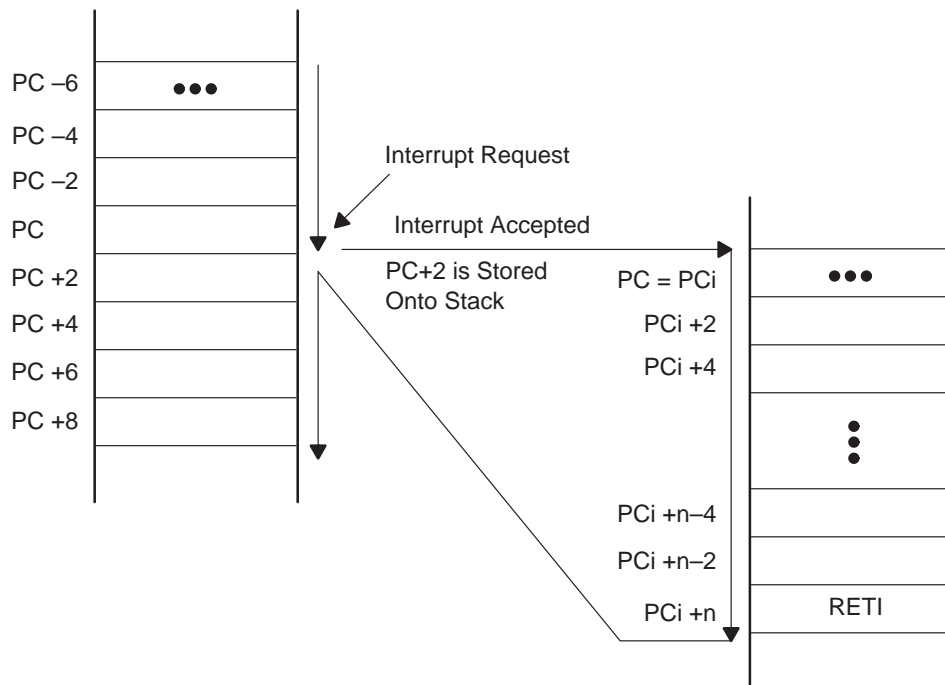 PC –6
PC –4
PC –2
PC
PC +2
PC +4
PC +6
PC +8
Interrupt Request
Interrupt Accepted
PC+2 is Stored
Onto Stack
PC = PCi
PCi +2
PCi +4
PCi +n–4
PCi +n–2
PCi +n
RETI